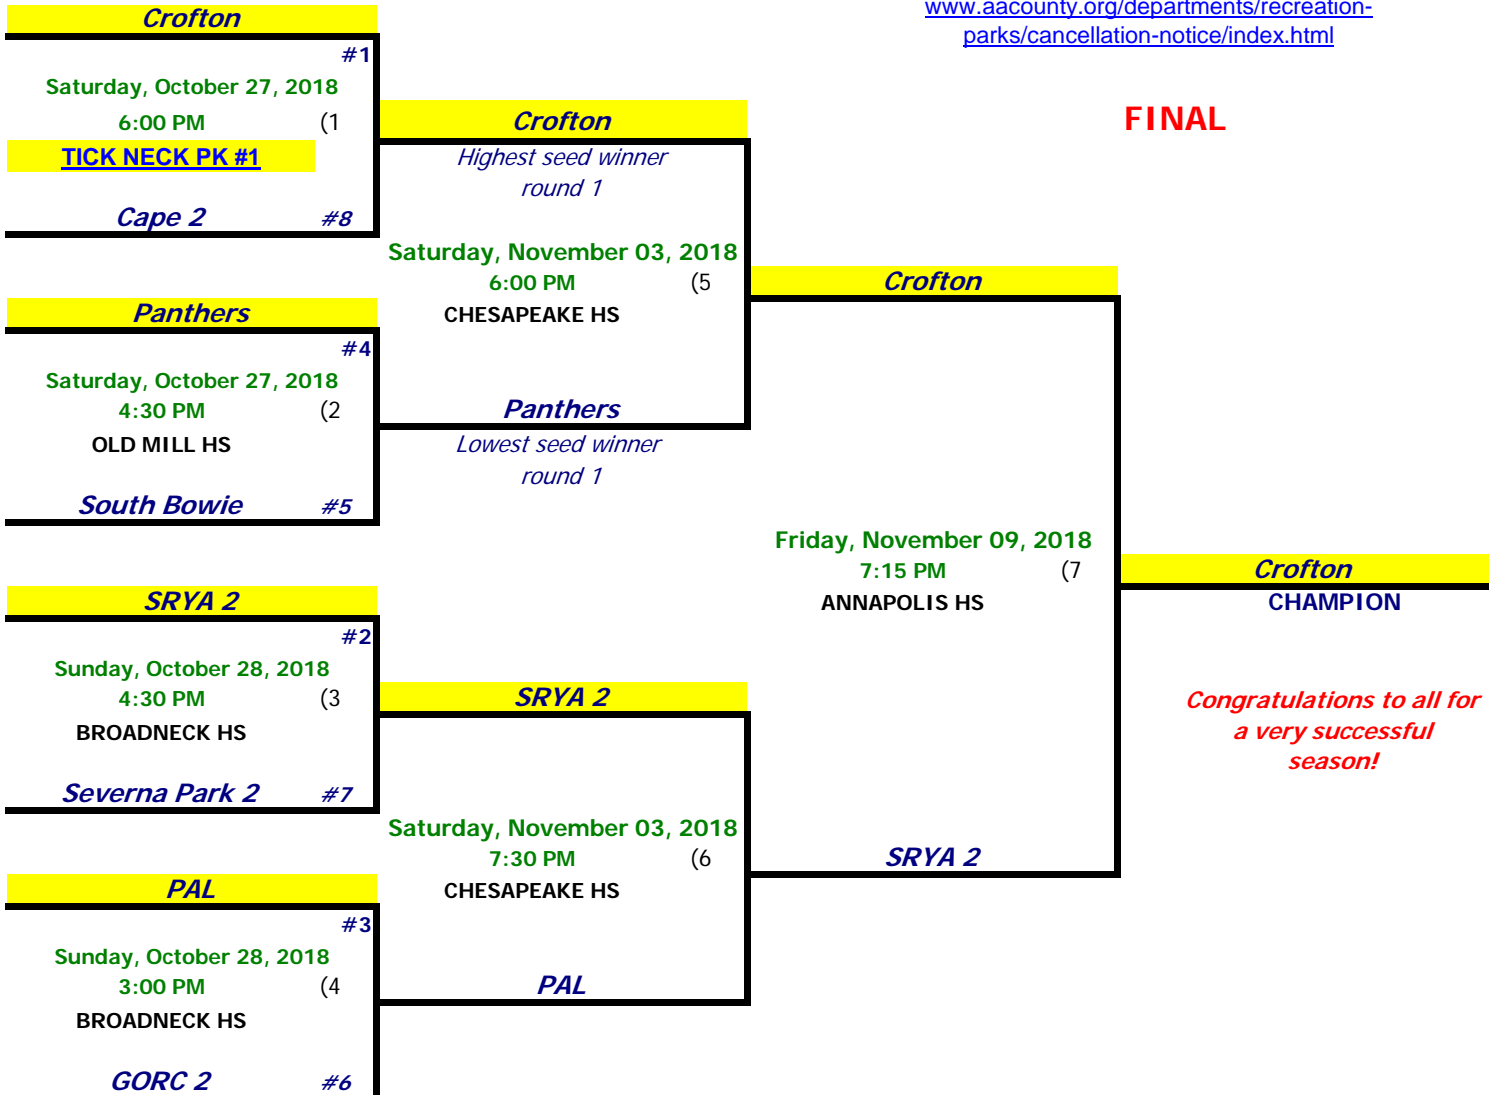 www.aacounty.org/departments/recreation-
parks/cancellation-notice/index.html
FINAL
Crofton
#1
Saturday, October 27, 2018
6:00 PM (1
TICK NECK PK #1
Cape 2 #8
Panthers
#4
Saturday, October 27, 2018
4:30 PM (2
OLD MILL HS
South Bowie #5
SRYA 2
#2
Sunday, October 28, 2018
4:30 PM (3
BROADNECK HS
Severna Park 2 #7
PAL
#3
Sunday, October 28, 2018
3:00 PM (4
BROADNECK HS
GORC 2 #6
Crofton
Highest seed winner
round 1
Saturday, November 03, 2018
6:00 PM (5
CHESAPEAKE HS
Panthers
Lowest seed winner
round 1
SRYA 2
Saturday, November 03, 2018
7:30 PM (6
CHESAPEAKE HS
PAL
Crofton
Friday, November 09, 2018
7:15 PM (7
ANNAPOLIS HS
SRYA 2
Crofton
CHAMPION
Congratulations to all for
a very successful
season!